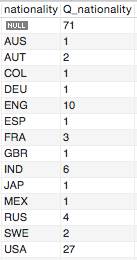 nationality Q_nationality
NULL 71
AUS 1
AUT 2
COL 1
DEU 1
ENG 10
ESP 1
FRA 3
GBR 1
IND 6
JAP 1
MEX 1
RUS 4
SWE 2
USA 27